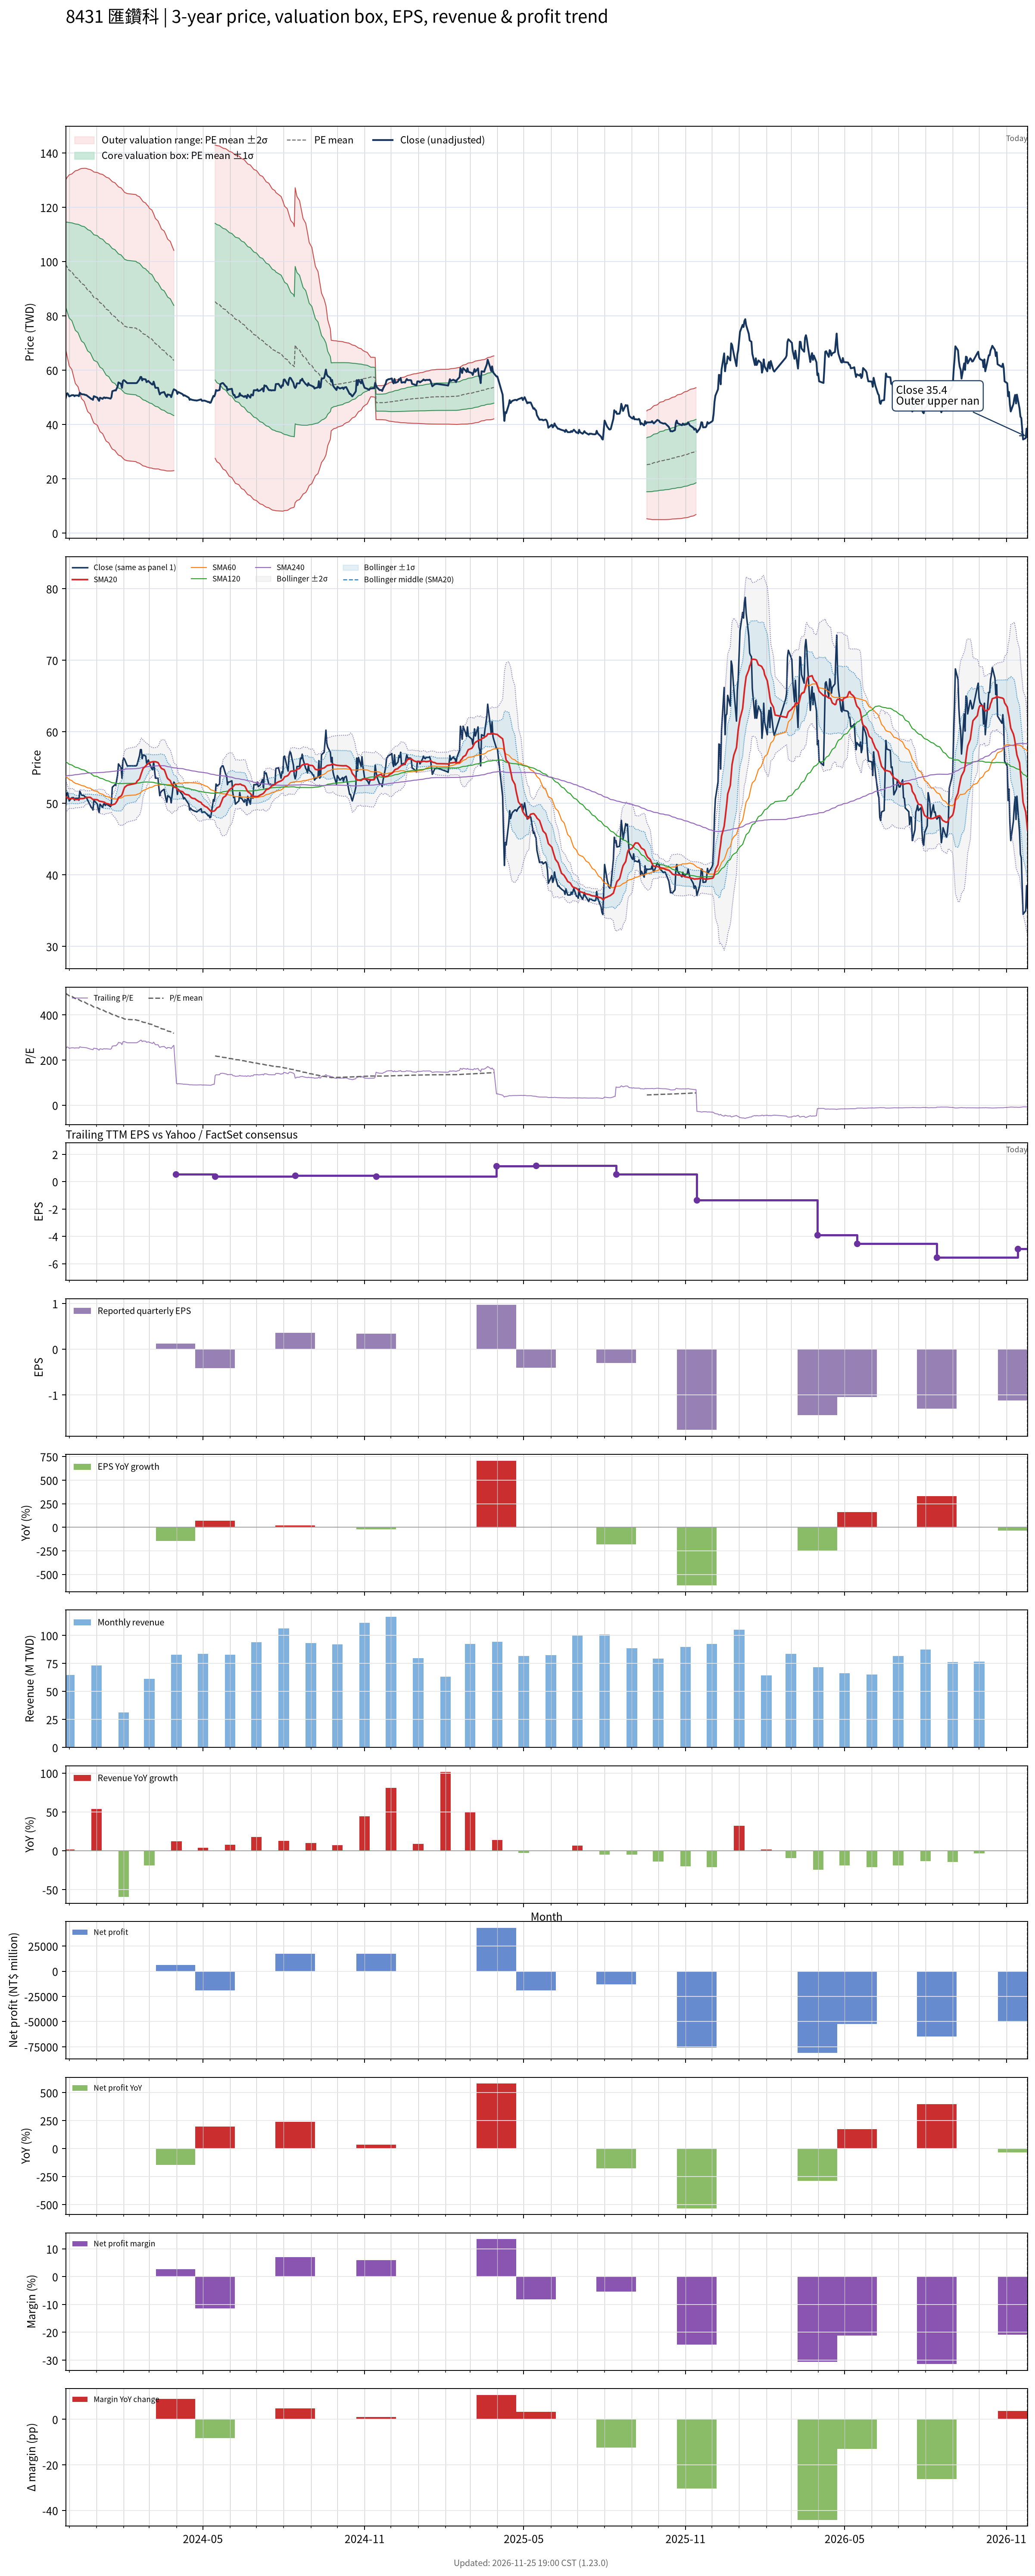 8431 匯鑽科 | 3-year price, valuation box, EPS, revenue & profit trend
Outer valuation range: PE mean ±2σ
PE mean
Close (unadjusted)
Core valuation box: PE mean ±1σ
Today
140
120
100
80
60
40
20
0
Price (TWD)
Close 35.4
Outer upper nan
Close (same as panel 1)
SMA20
SMA60
SMA120
SMA240
Bollinger ±2σ
Bollinger ±1σ
Bollinger middle (SMA20)
80
70
60
50
40
30
Price
Trailing P/E
P/E mean
400
200
0
P/E
Trailing TTM EPS vs Yahoo / FactSet consensus
Today
2
0
-2
-4
-6
EPS
Reported quarterly EPS
1
0
-1
EPS
EPS YoY growth
750
500
250
0
-250
-500
YoY (%)
Monthly revenue
100
75
50
25
0
Revenue (M TWD)
Revenue YoY growth
100
50
0
-50
YoY (%)
Month
Net profit
25000
0
-25000
-50000
-75000
Net profit (NT$ million)
Net profit YoY
500
250
0
-250
-500
YoY (%)
Net profit margin
10
0
-10
-20
-30
Margin (%)
Margin YoY change
0
-20
-40
Δ margin (pp)
2024-05
2024-11
2025-05
2025-11
2026-05
2026-11
Updated: 2026-11-25 19:00 CST (1.23.0)